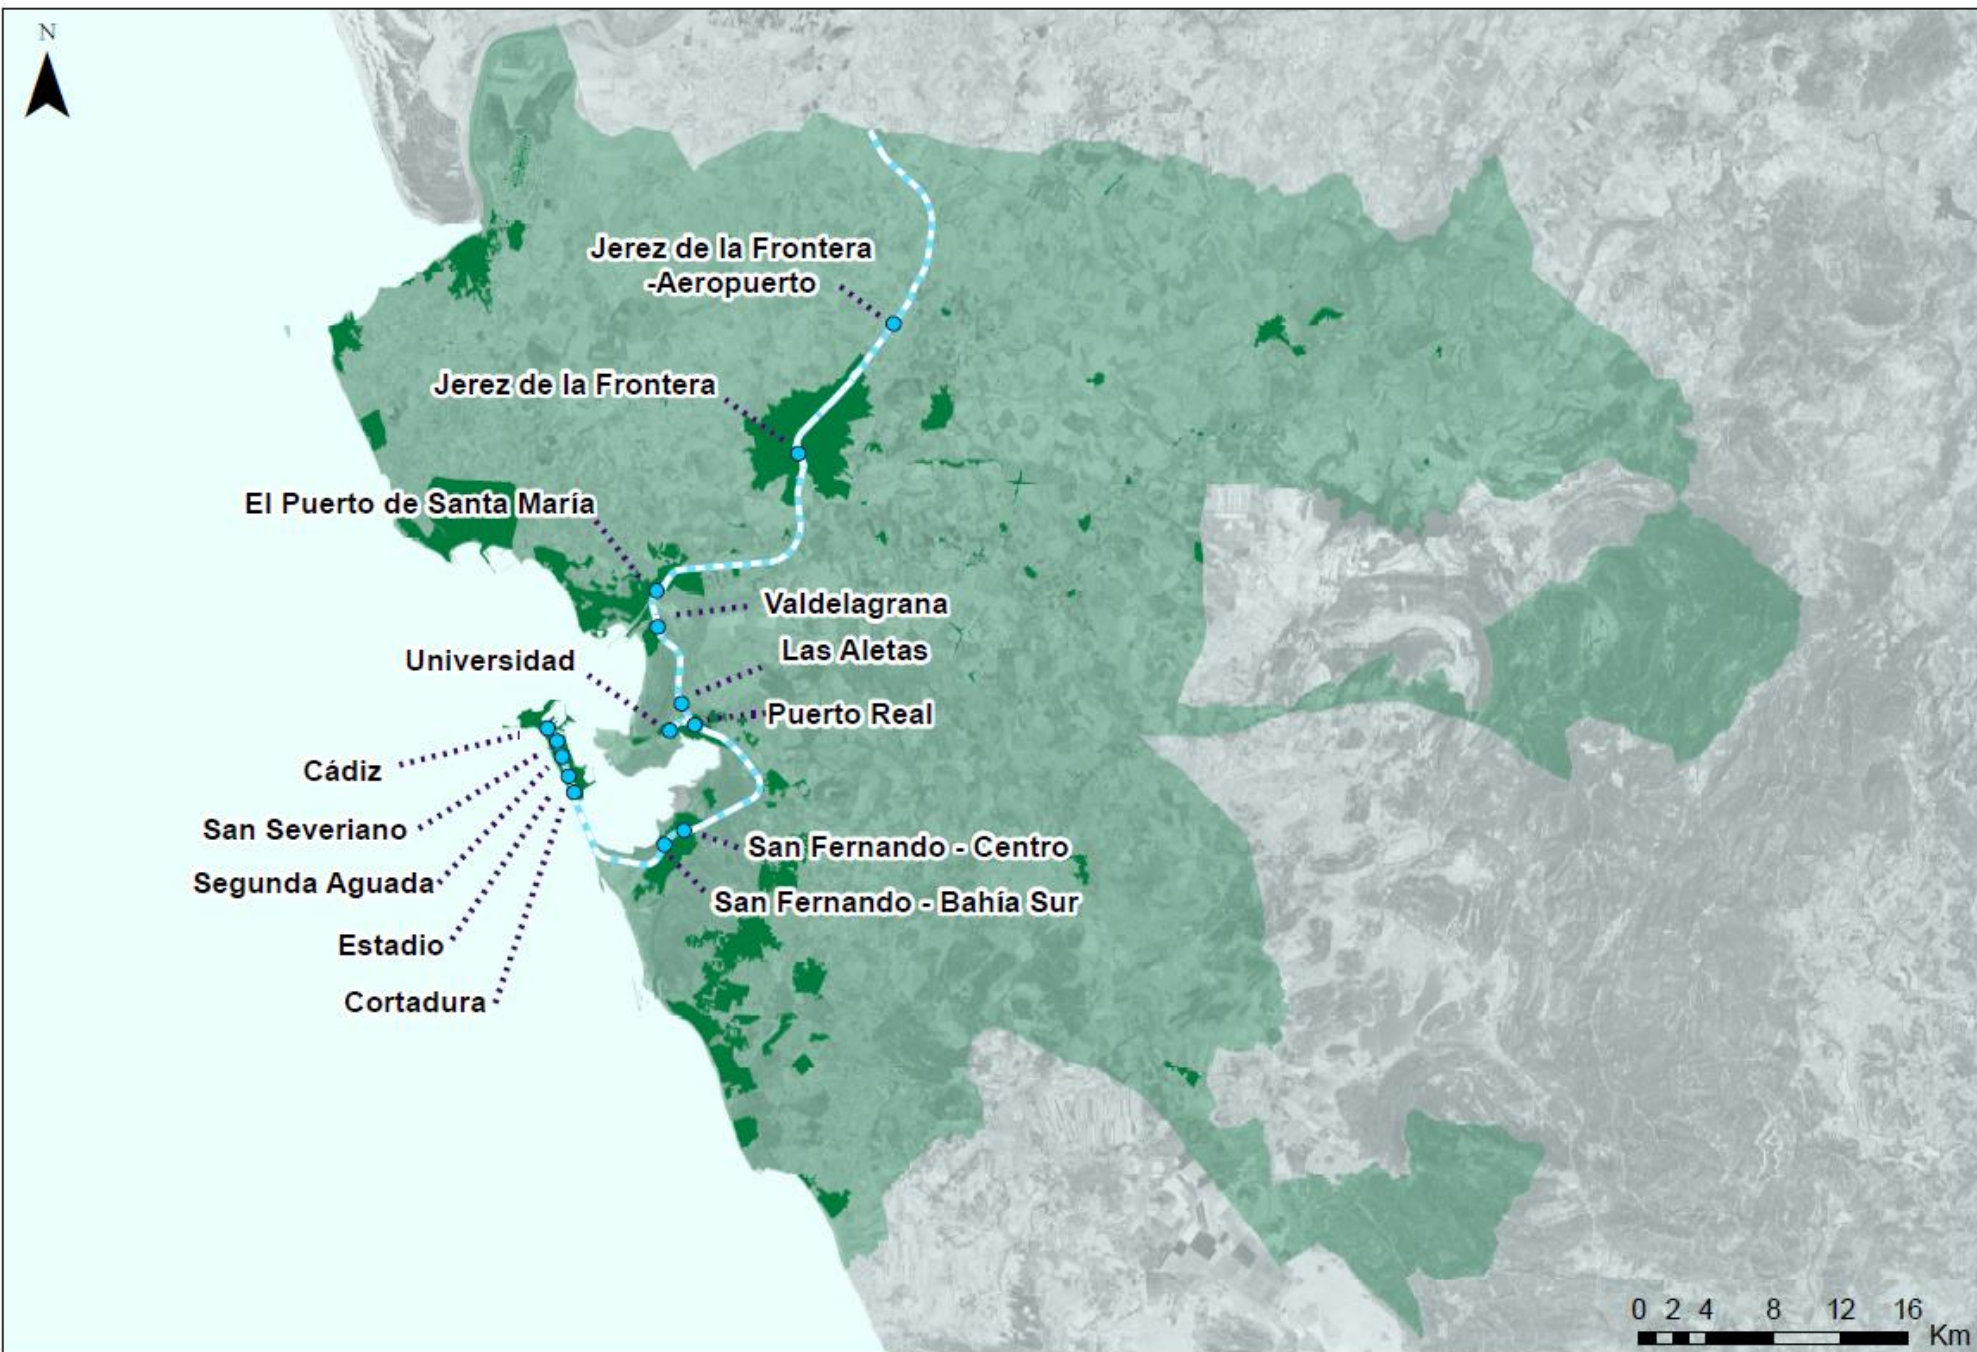 N
Jerez de la Frontera
-Aeropuerto
Jerez de la Frontera
El Puerto de Santa María
Valdelagrana
Las Aletas
Universidad
Puerto Real
Cádiz
San Severiano
San Fernando - Centro
Segunda Aguada
San Fernando - Bahía Sur
Estadio
Cortadura
0 2 4 8 12 16
Km